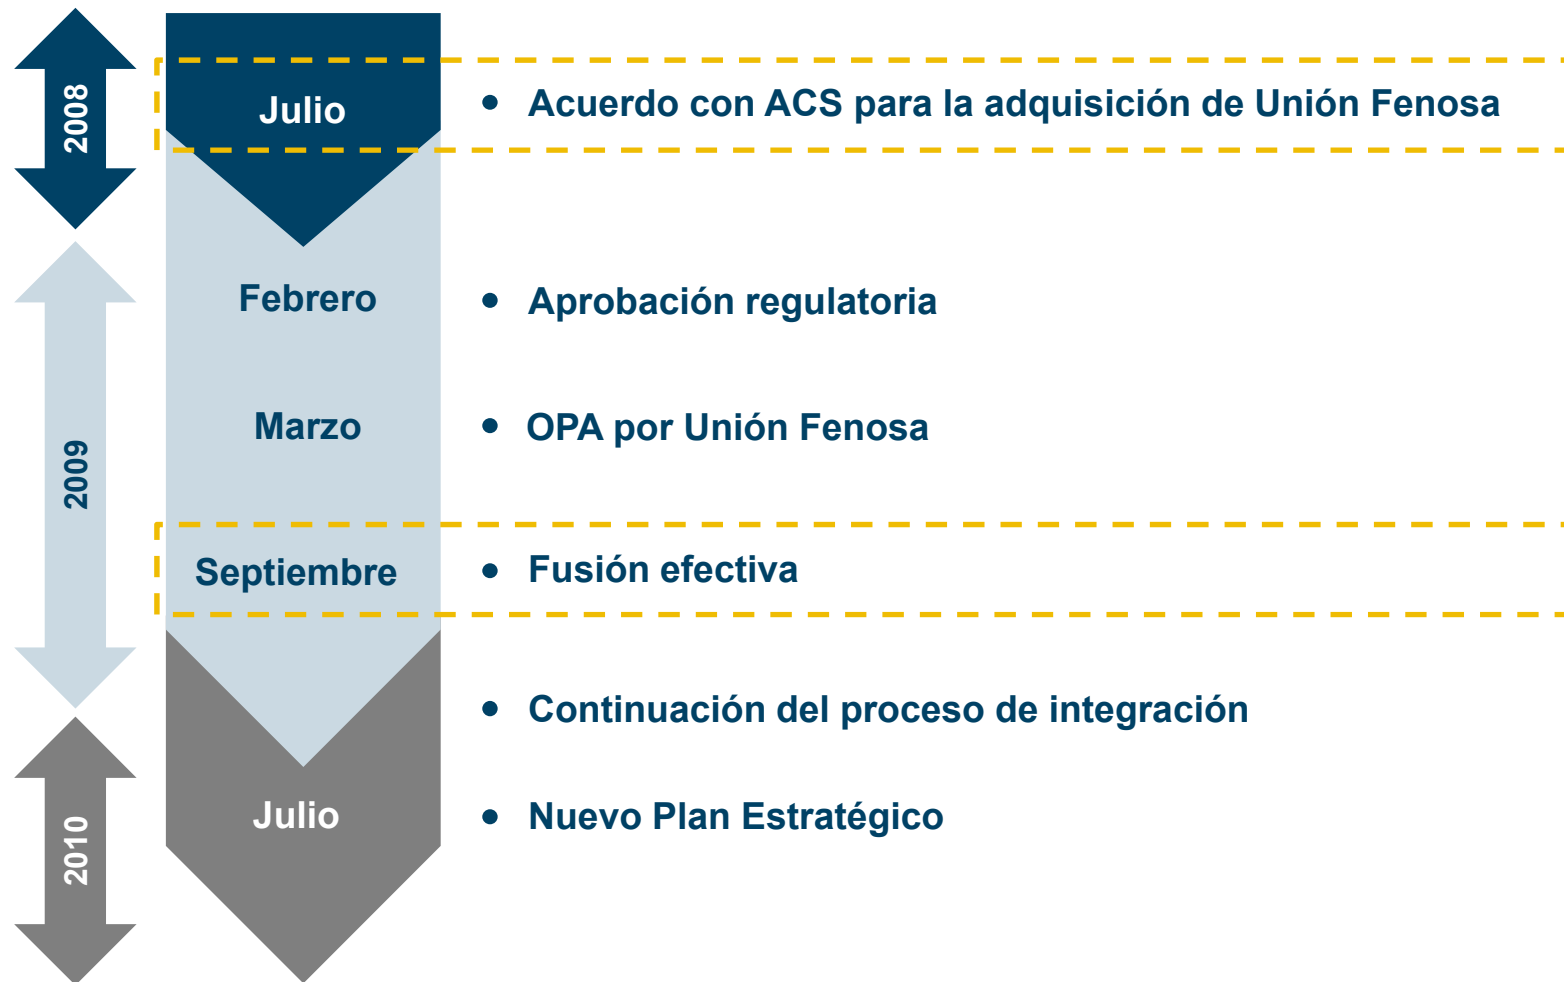 2008
Julio
• Acuerdo con ACS para la adquisición de Unión Fenosa
2009
Febrero
• Aprobación regulatoria
Marzo
• OPA por Unión Fenosa
Septiembre
• Fusión efectiva
• Continuación del proceso de integración
2010
Julio
• Nuevo Plan Estratégico